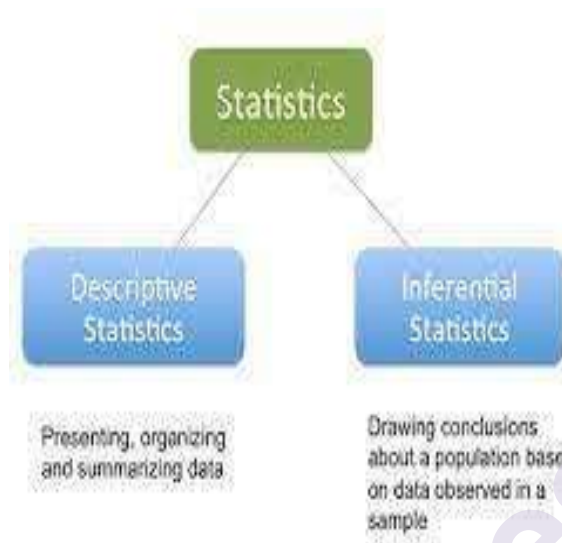 Statistics
Descriptive
Statistics
Inferential
Statistics
Presenting, organizing
and summarizing data
Drawing conclusions
about a population base
on data observed in a
sample